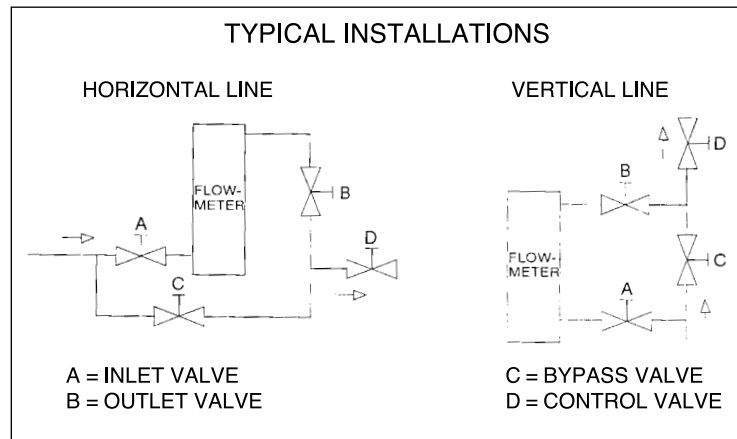 TYPICAL INSTALLATIONS
HORIZONTAL LINE
FLOW-
METER
A
B
C
D
VERTICAL LINE
D
B
C
FLOW-
METER
A
A = INLET VALVE
B = OUTLET VALVE
C = BYPASS VALVE
D = CONTROL VALVE